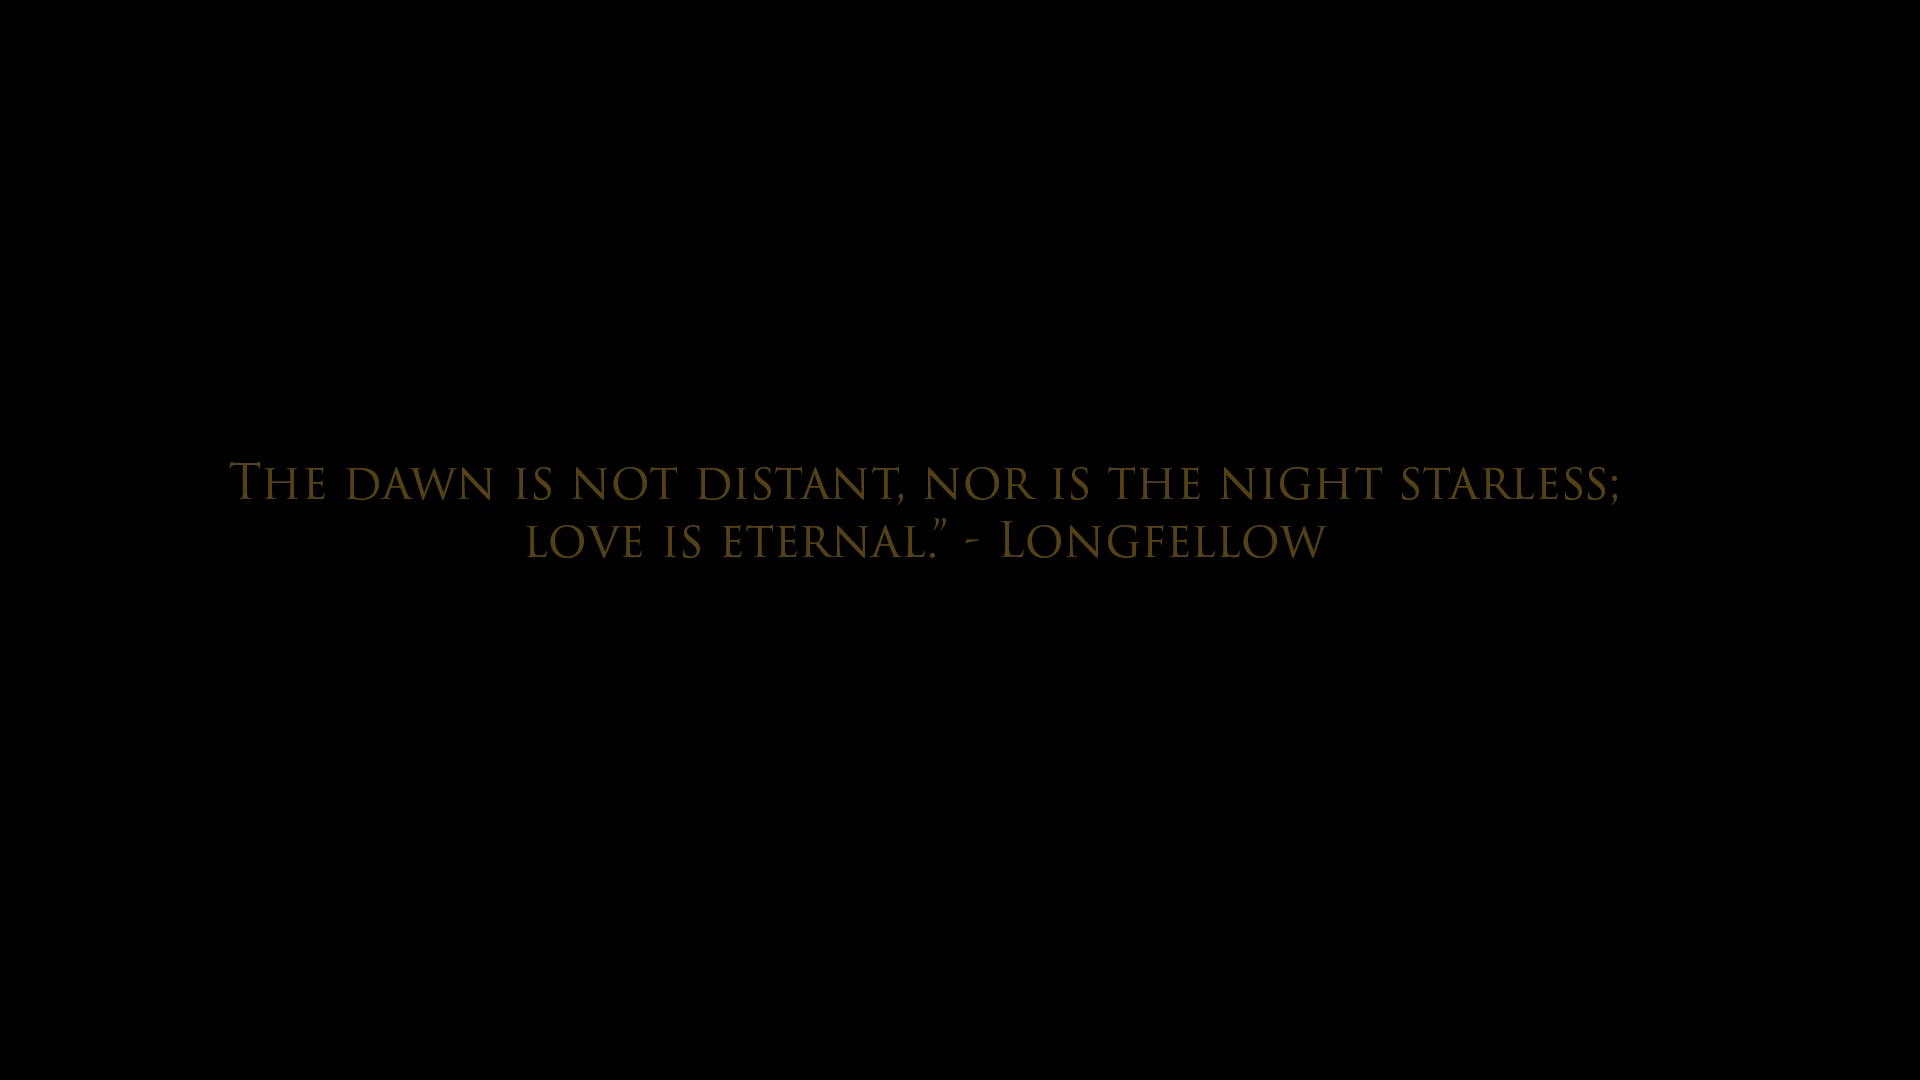 The dawn is not distant, nor is the night starless;
love is eternal.” - Longfellow